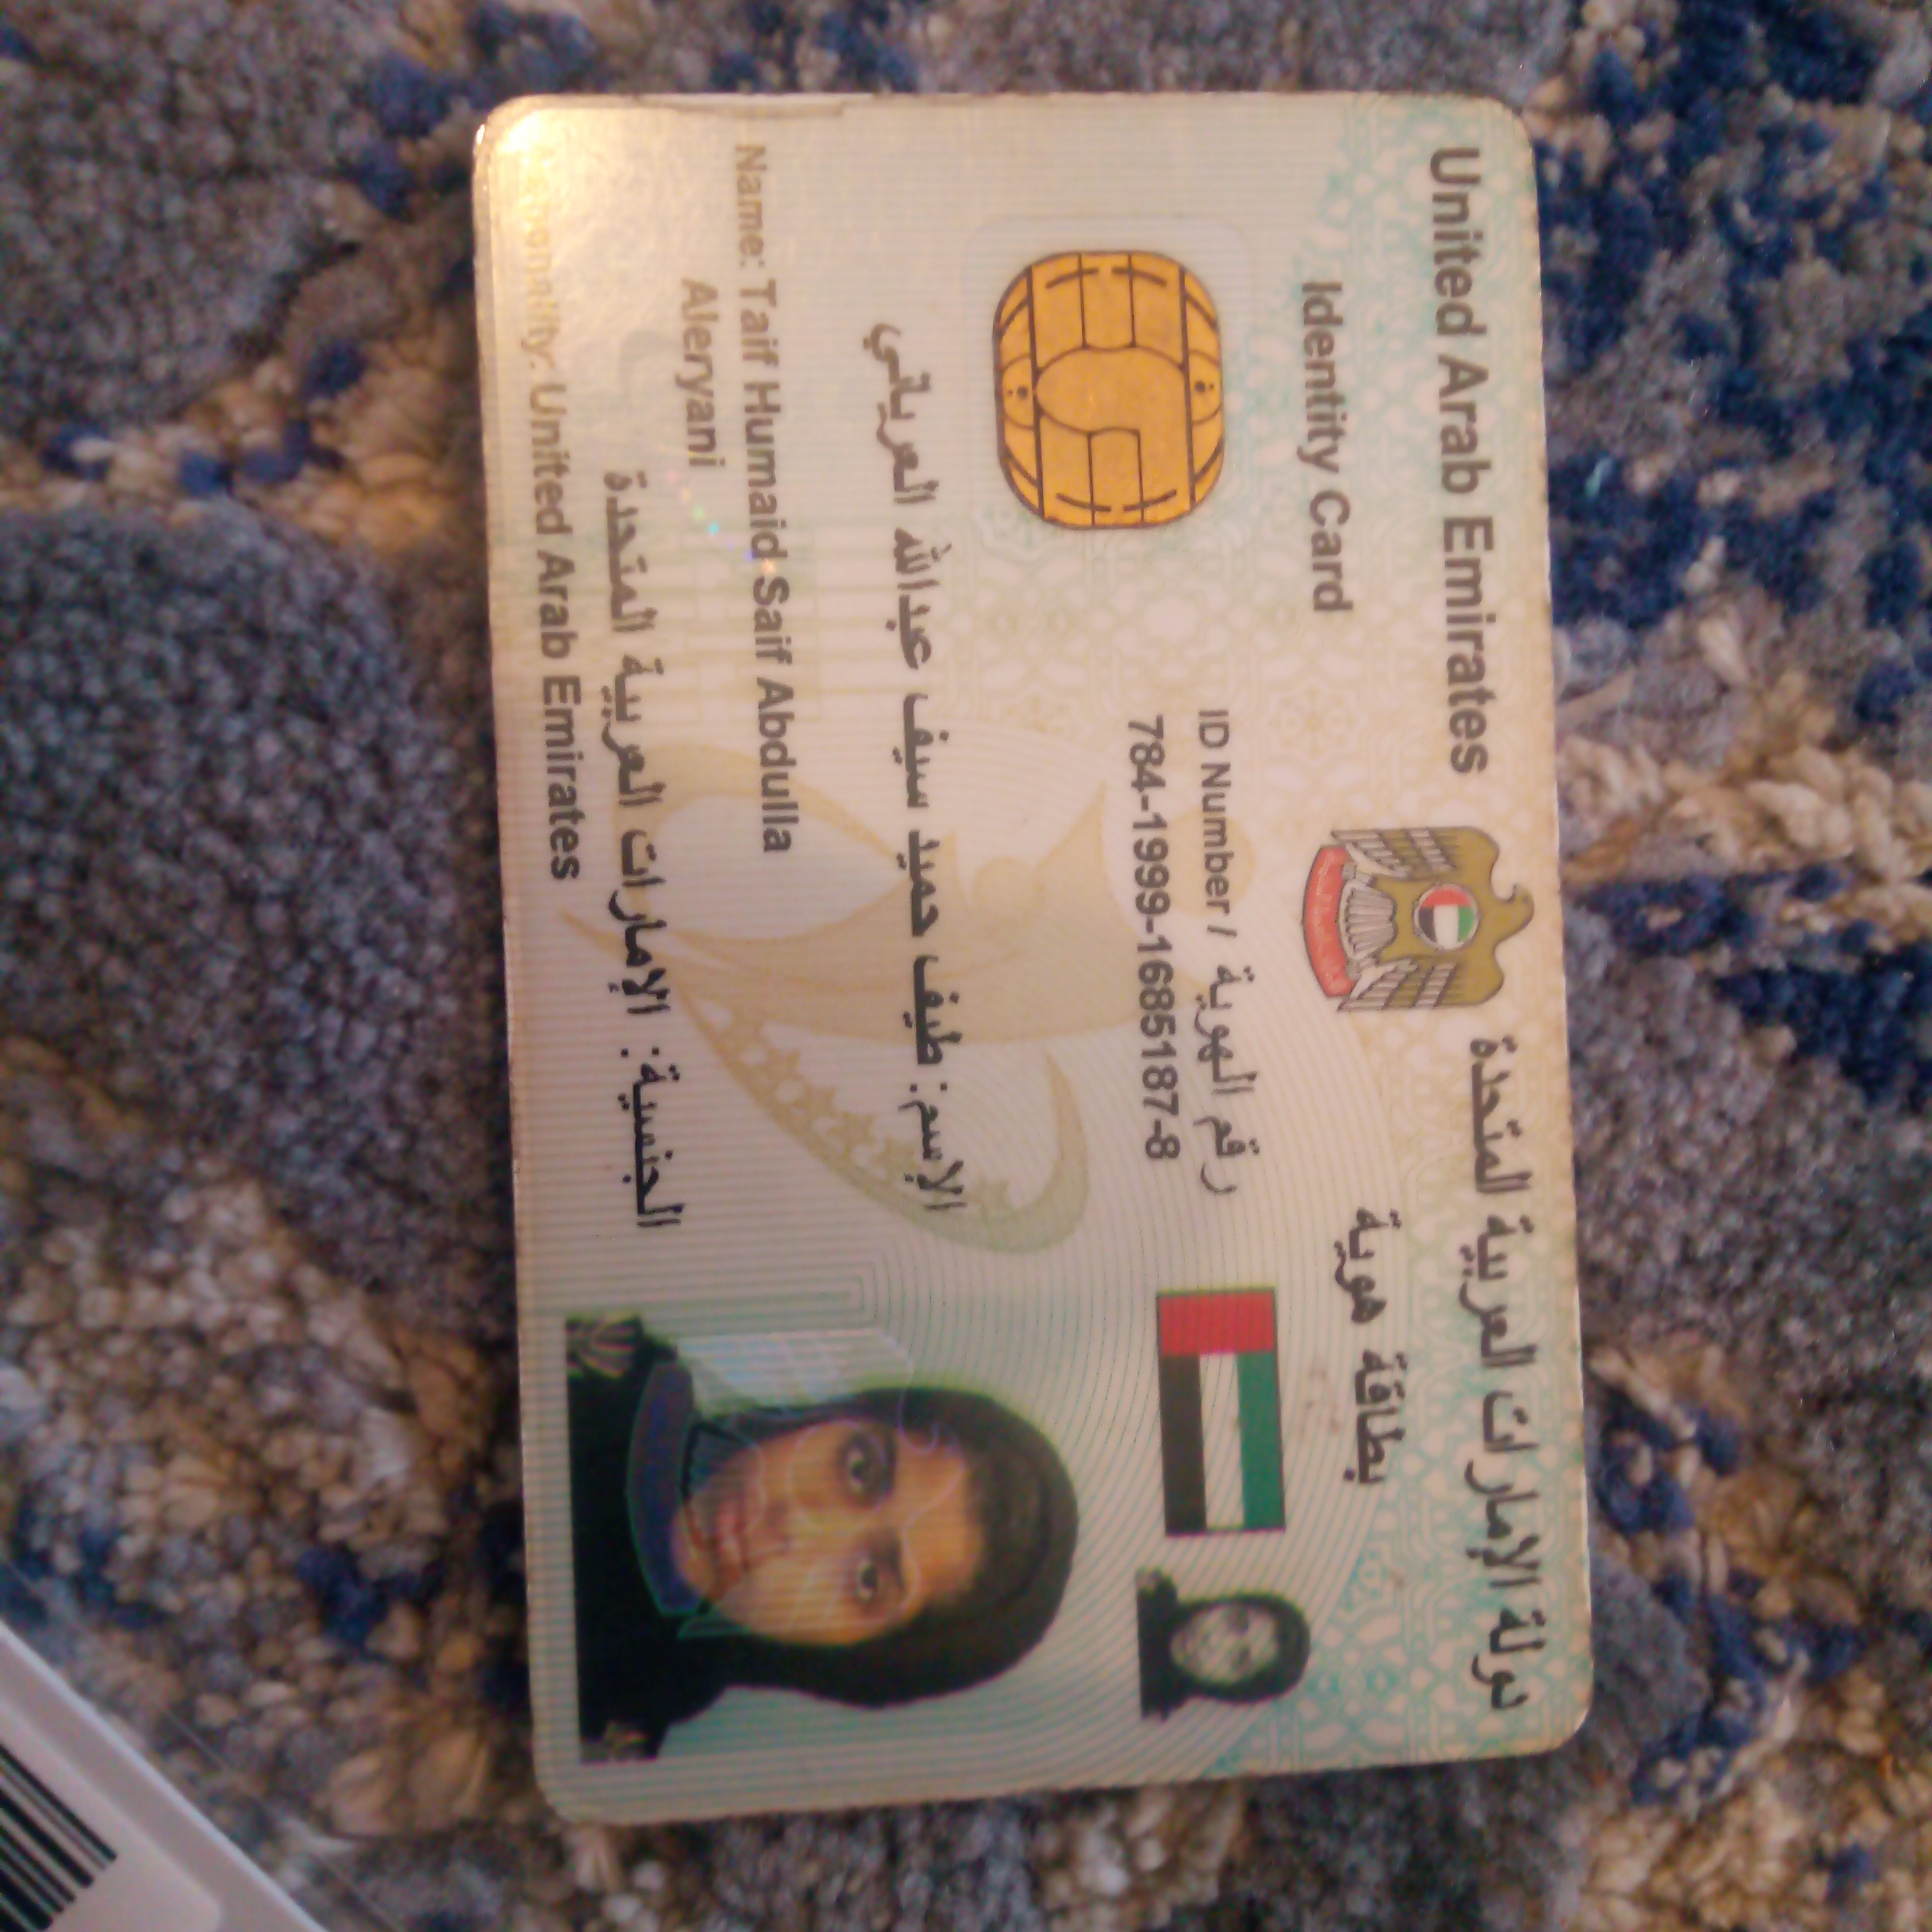 United Arab Emirates
دولة الإمارات العربية المتحدة
Identity Card
بطاقة هوية
ID Number / رقم الهوية
784-1999-1685187-8
الإسم: طيف حميد سيف عبدالله العرياني
Name: Taif Humaid Saif Abdulla
Aleryani
الجنسية: الإمارات العربية المتحدة
Nationality: United Arab Emirates